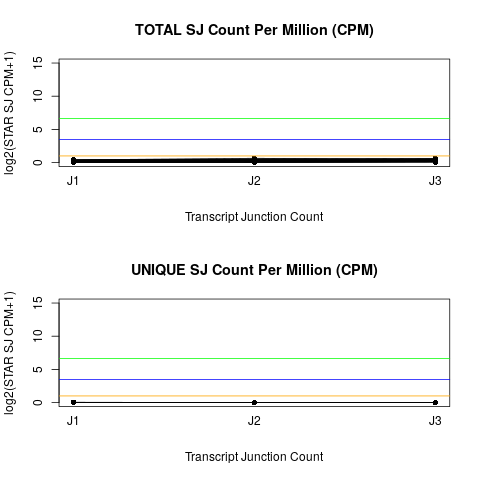 TOTAL SJ Count Per Million (CPM)
log2(STAR SJ CPM+1)
15
10
5
0
J1 J2 J3
Transcript Junction Count
UNIQUE SJ Count Per Million (CPM)
log2(STAR SJ CPM+1)
15
10
5
0
J1 J2 J3
Transcript Junction Count